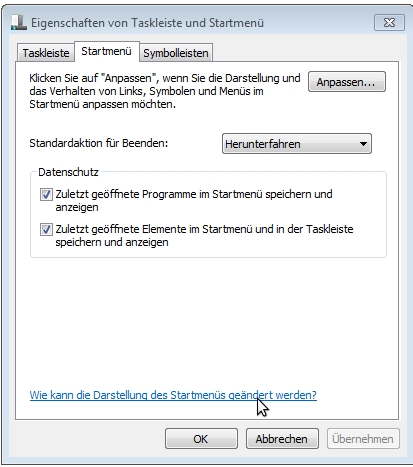 Eigenschaften von Taskleiste und Startmenü
Taskleiste Startmenü Symbolleisten
Klicken Sie auf "Anpassen", wenn Sie die Darstellung und
das Verhalten von Links, Symbolen und Menüs im
Startmenü anpassen möchten.
Anpassen...
Standardaktion für Beenden: Herunterfahren
Datenschutz
Zuletzt geöffnete Programme im Startmenü speichern und
anzeigen
Zuletzt geöffnete Elemente im Startmenü und in der Taskleiste
speichern und anzeigen
Wie kann die Darstellung des Startmenüs geändert werden?
OK Abbrechen Übernehmen